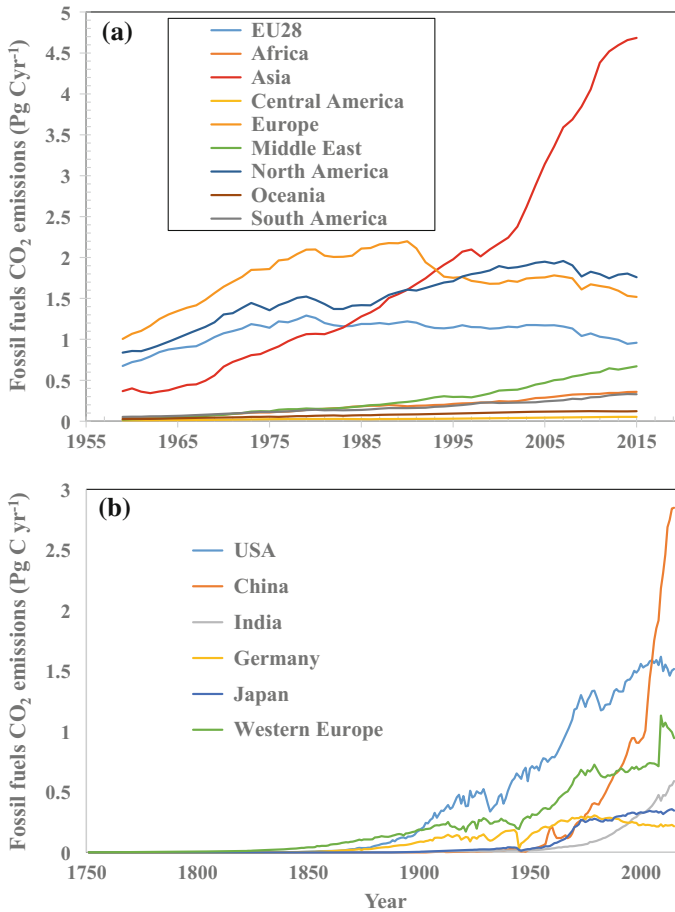 (a)
EU28
Africa
Asia
Central America
Europe
Middle East
North America
Oceania
South America
Fossil fuels CO₂ emissions (Pg Cyr⁻¹)
5
4.5
4
3.5
3
2.5
2
1.5
1
0.5
0
1955
1965
1975
1985
1995
2005
2015
(b)
USA
China
India
Germany
Japan
Western Europe
Fossil fuels CO₂ emissions (Pg C yr⁻¹)
3
2.5
2
1.5
1
0.5
0
1750
1800
1850
1900
1950
2000
Year